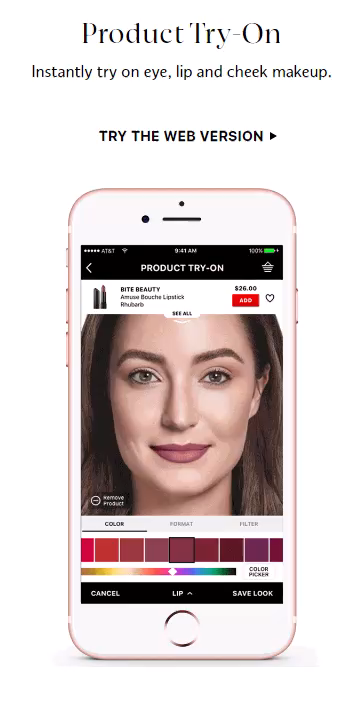 Product Try-On
Instantly try on eye, lip and cheek makeup.
TRY THE WEB VERSION
AT&T 9:41 AM 100%
PRODUCT TRY-ON
BITE BEAUTY $26.00
Amuse Bouche Lipstick ADD
Rhubarb
SEE ALL
Remove
Product
COLOR FORMAT FILTER
COLOR
PICKER
CANCEL LIP SAVE LOOK